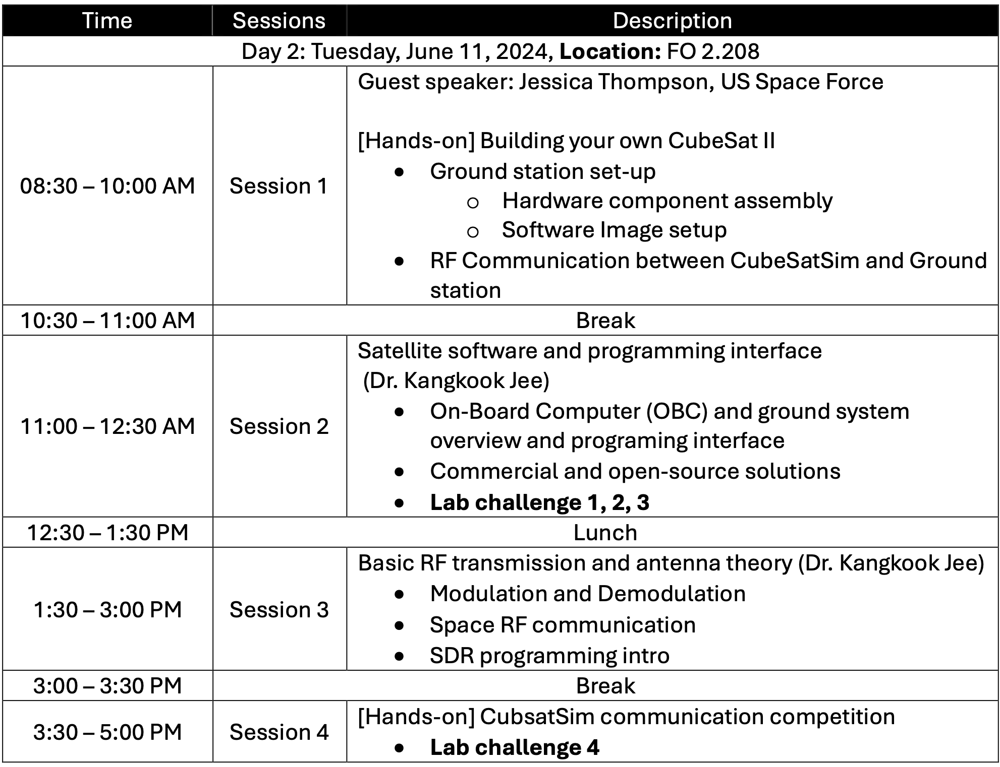 Time Sessions Description
Day 2: Tuesday, June 11, 2024, Location: FO 2.208
08:30 – 10:00 AM
Session 1
Guest speaker: Jessica Thompson, US Space Force
[Hands-on] Building your own CubeSat II
● Ground station set-up
○ Hardware component assembly
○ Software Image setup
● RF Communication between CubeSatSim and Ground
station
10:30 – 11:00 AM
Break
11:00 – 12:30 AM
Session 2
Satellite software and programming interface
(Dr. Kangkook Jee)
● On-Board Computer (OBC) and ground system
overview and programing interface
● Commercial and open-source solutions
● Lab challenge 1, 2, 3
12:30 – 1:30 PM
Lunch
1:30 – 3:00 PM
Session 3
Basic RF transmission and antenna theory (Dr. Kangkook Jee)
● Modulation and Demodulation
● Space RF communication
● SDR programming intro
3:00 – 3:30 PM
Break
3:30 – 5:00 PM
Session 4
[Hands-on] CubsatSim communication competition
● Lab challenge 4